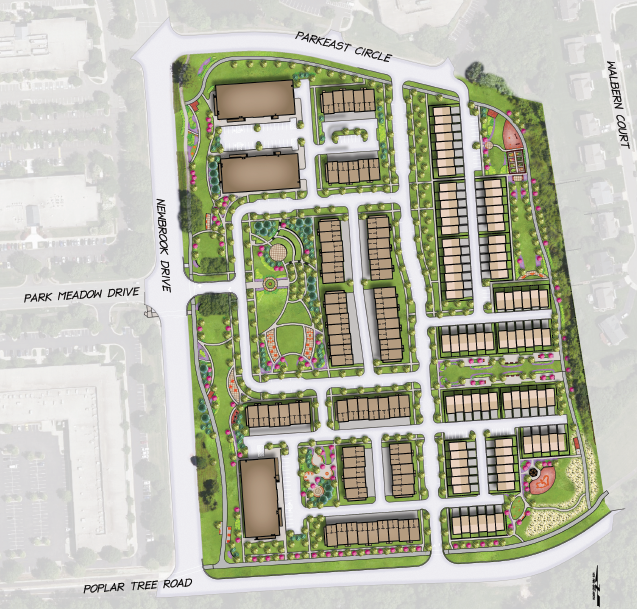 PARKEAST CIRCLE
WALBERN COURT
NEWBROOK DRIVE
PARK MEADOW DRIVE
POPLAR TREE ROAD